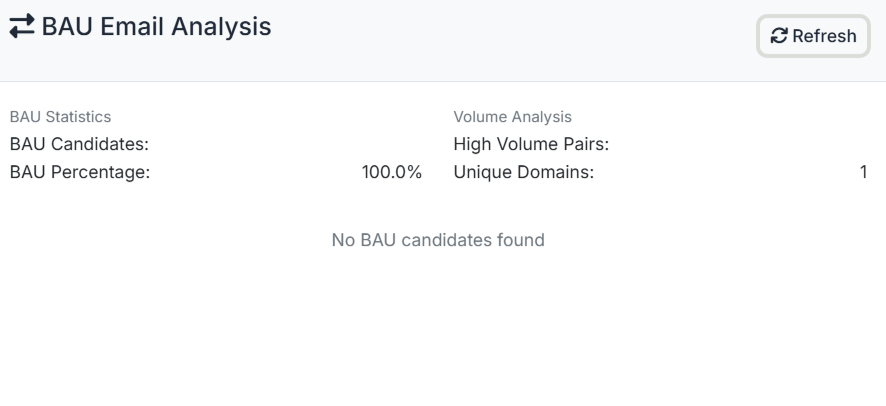 BAU Email Analysis
Refresh
BAU Statistics
BAU Candidates:
BAU Percentage: 100.0%
Volume Analysis
High Volume Pairs:
Unique Domains: 1
No BAU candidates found